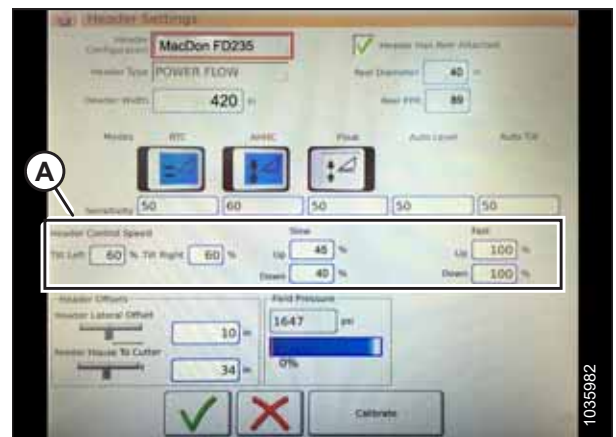 Header Settings
Header Configuration MacDon FD235 Header Has Reel Attached
Header Type POWER FLOW Reel Diameter 40 in
Header Width 420 in Reel PPR 89
Modes RTC AHHC Float Auto Level Auto Tilt
Sensitivity 50 60 50 50 50
A
Header Control Speed Slow Fast
Tilt Left 60 % Tilt Right 60 % Up 48 % Up 100 %
Down 40 % Down 100 %
Header Offsets Field Pressure
Header Lateral Offset 1647 psi
10 in
Feeder House To Cutter 0%
34 in
Calibrate
1035982